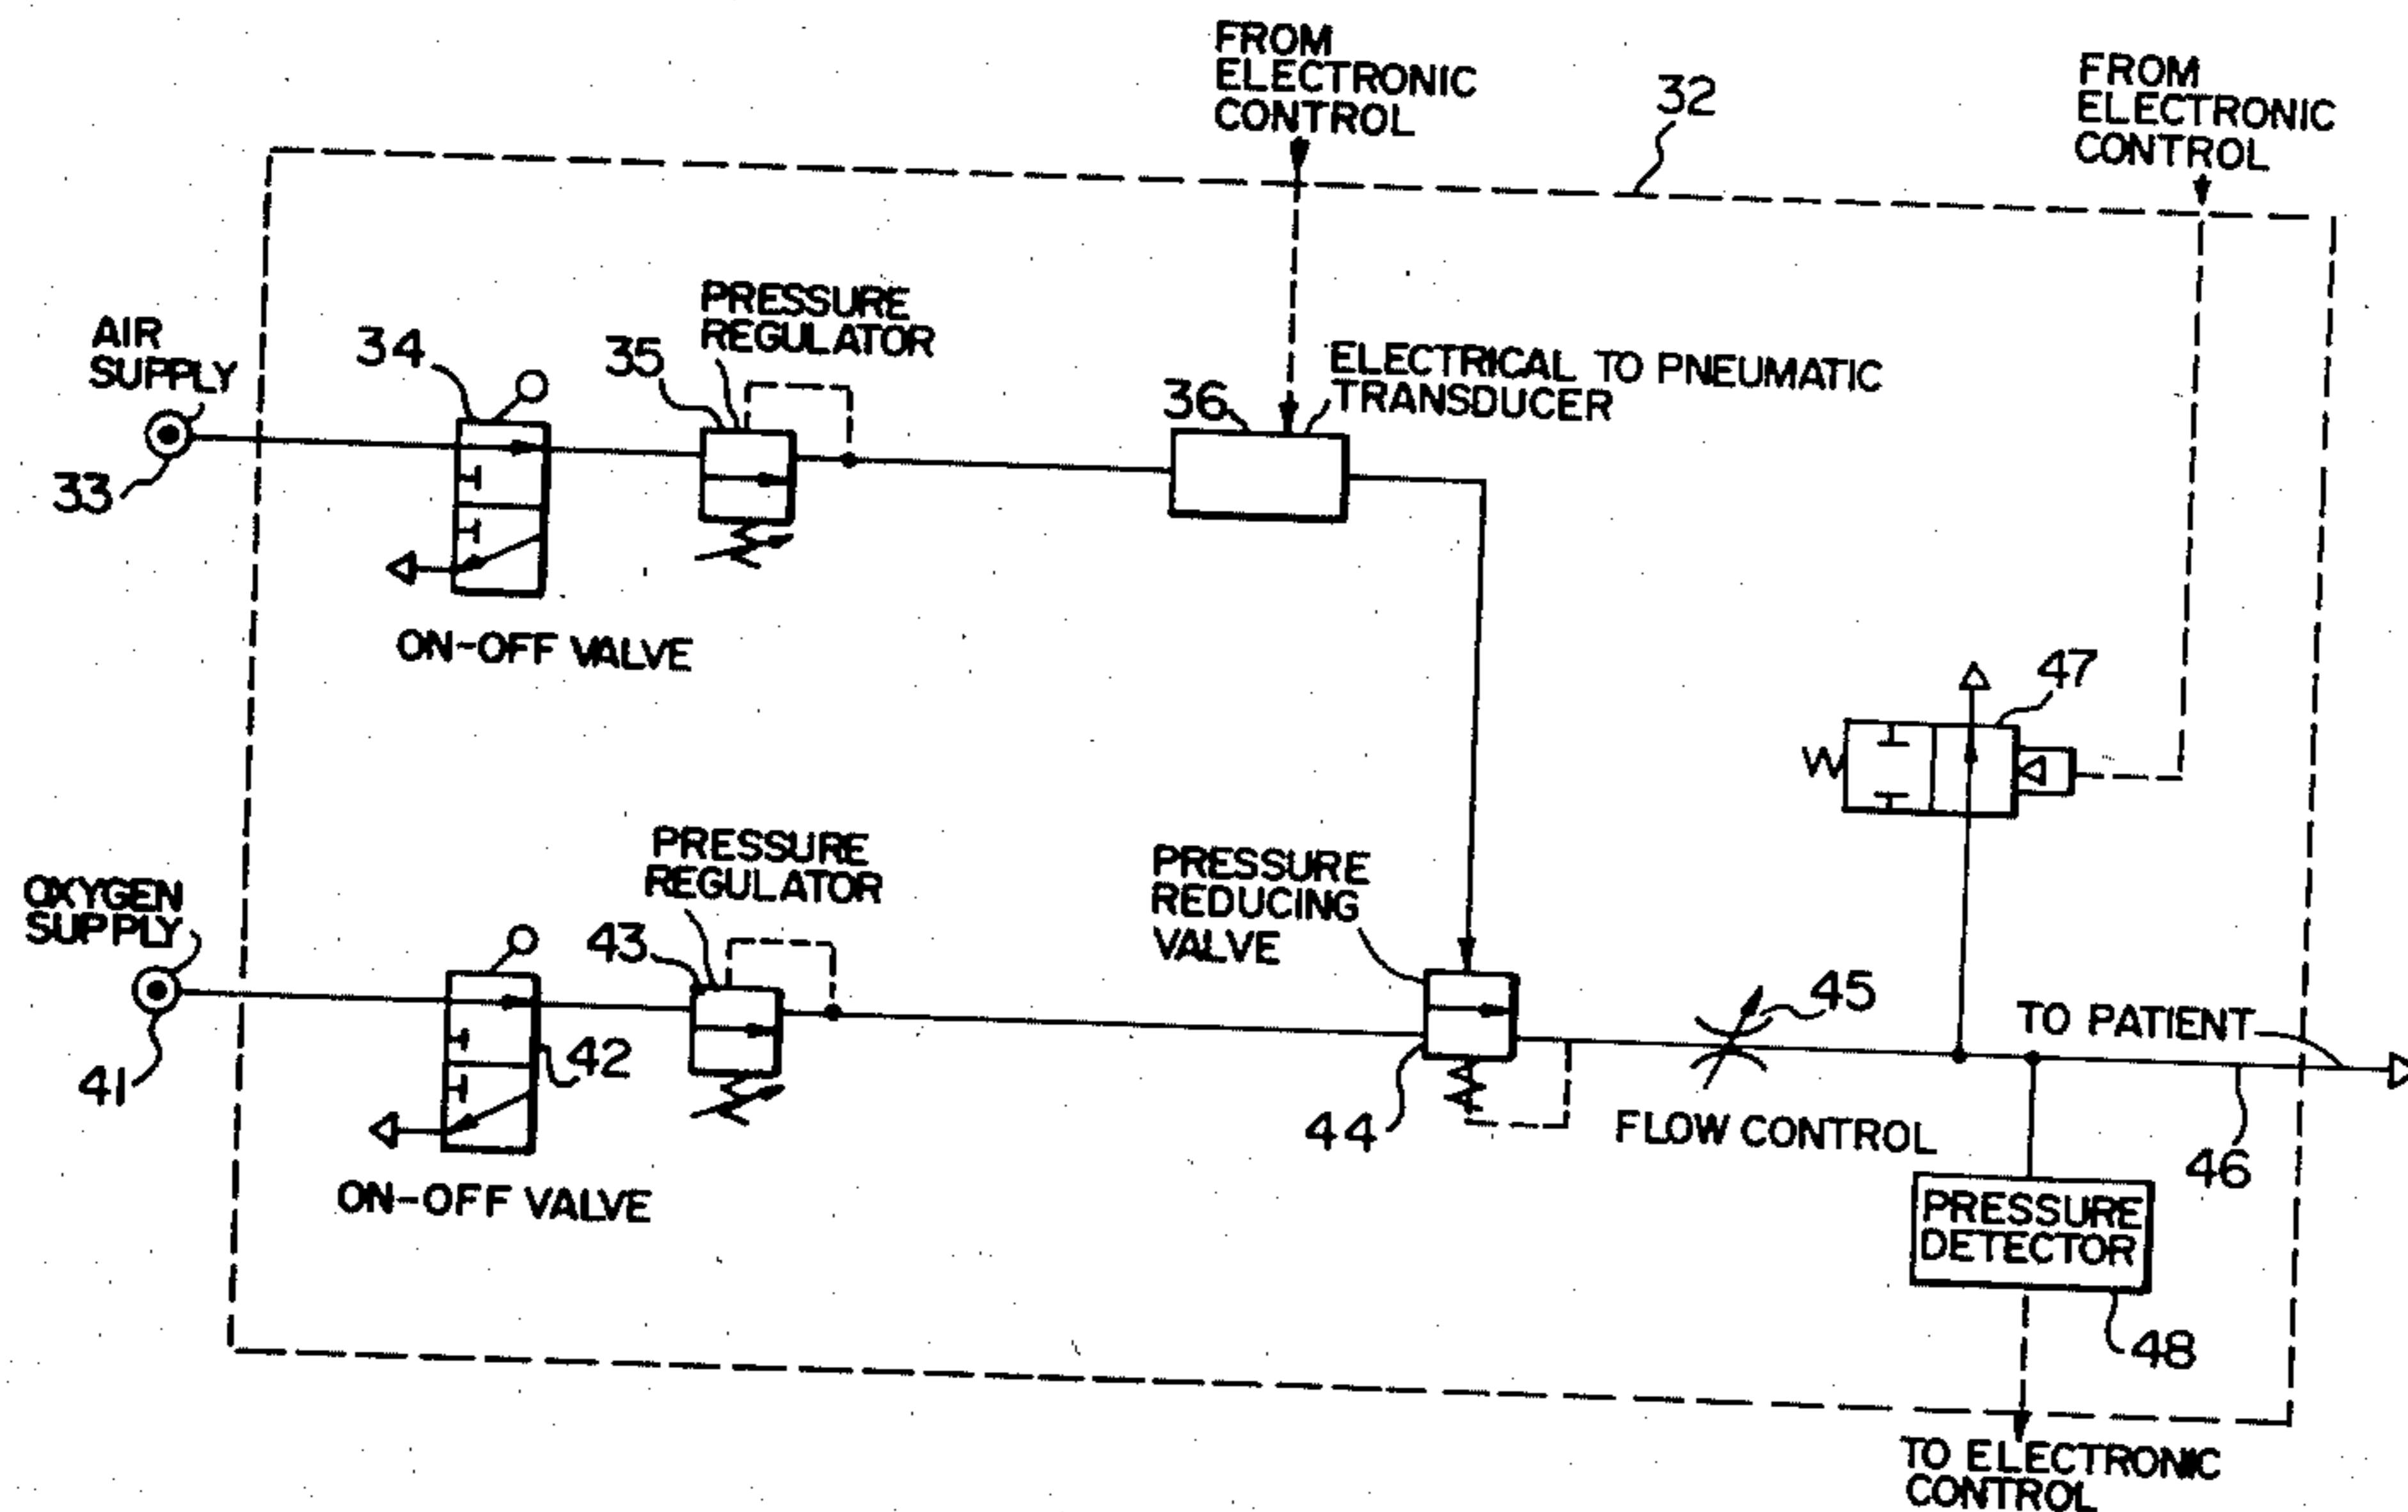 FROM
ELECTRONIC
CONTROL
32
FROM
ELECTRONIC
CONTROL
AIR
SUPPLY
33
34
ON-OFF VALVE
35
PRESSURE
REGULATOR
36
ELECTRICAL TO PNEUMATIC
TRANSDUCER
47
OXYGEN
SUPPLY
41
42
ON-OFF VALVE
43
PRESSURE
REGULATOR
PRESSURE
REDUCING
VALVE
44
45
FLOW CONTROL
TO PATIENT
46
PRESSURE
DETECTOR
48
TO ELECTRONIC
CONTROL